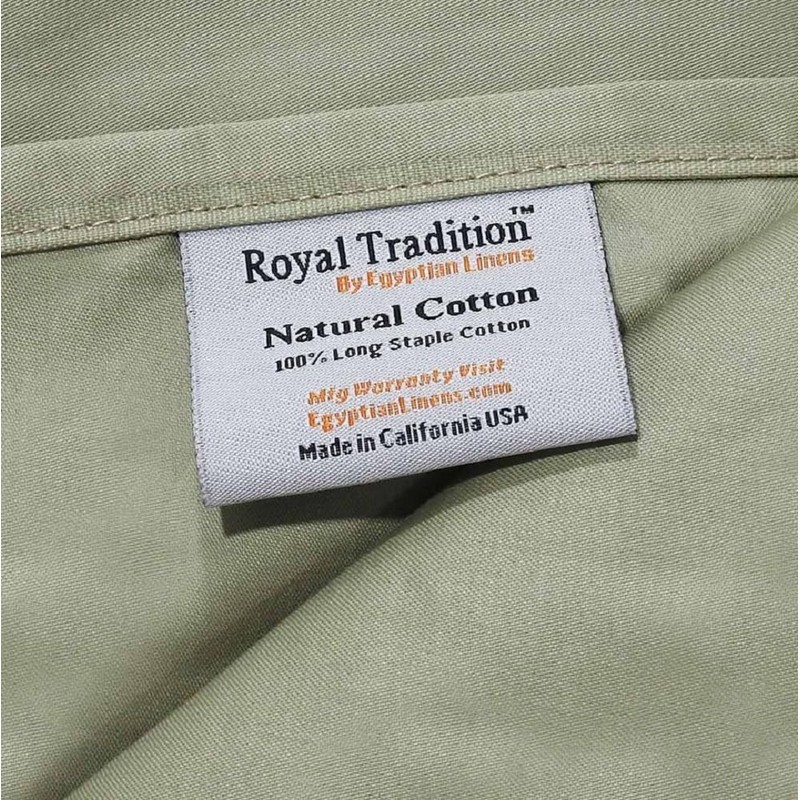 Royal Tradition™
By Egyptian Linens
Natural Cotton
100% Long Staple Cotton
Mfg Warranty Visit
EgyptianLinens.com
Made in California USA